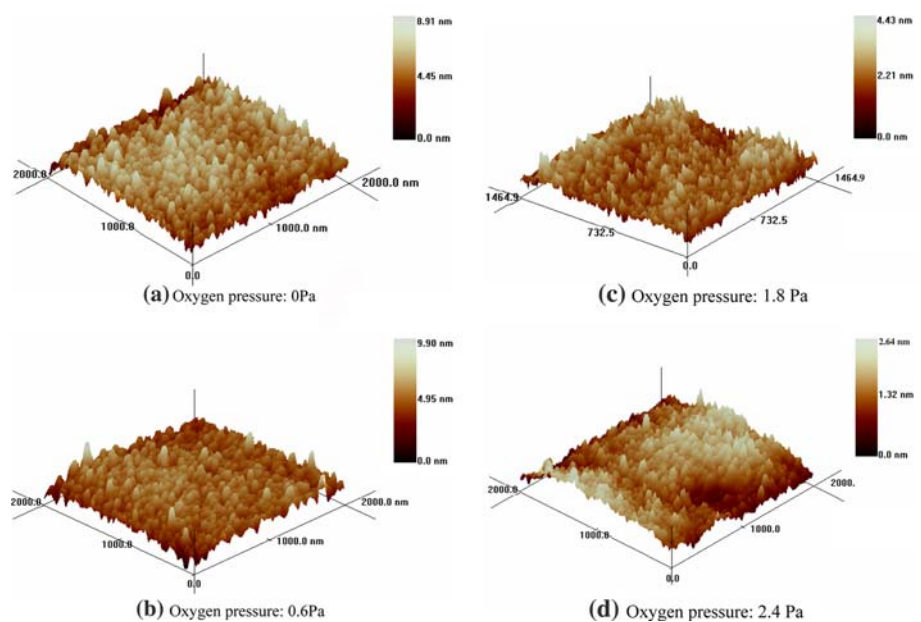 8.91 nm
4.45 nm
0.0 nm
2000.0
2000.0 nm
1000.0
1000.0 nm
0.0
(a) Oxygen pressure: 0Pa
4.43 nm
2.21 nm
0.0 nm
1464.9
1464.9
732.5
732.5
0.0
(c) Oxygen pressure: 1.8 Pa
9.90 nm
4.95 nm
0.0 nm
2000.0
2000.0 nm
1000.0
1000.0 nm
0.0
(b) Oxygen pressure: 0.6Pa
2.64 nm
1.32 nm
0.0 nm
2000.0
2000.
1000.0
1000.0
0.0
(d) Oxygen pressure: 2.4 Pa